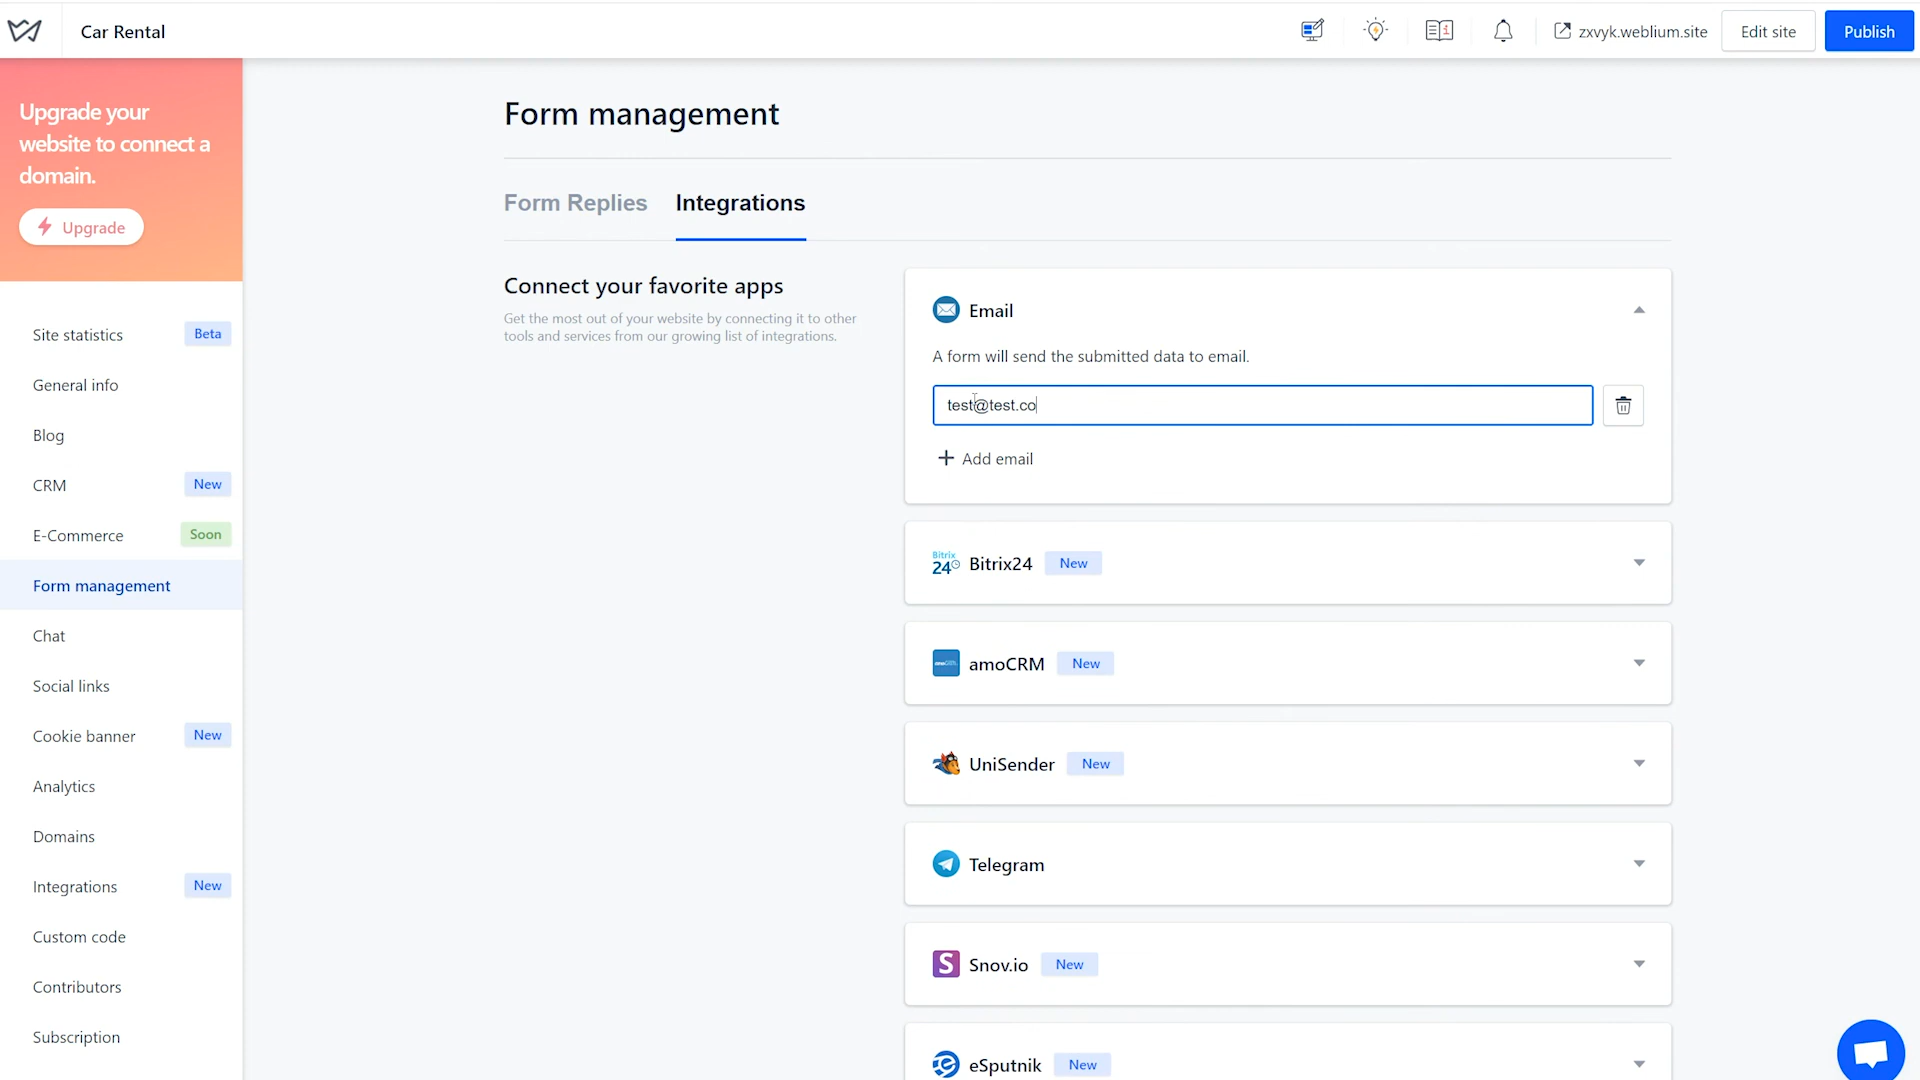 Car Rental
zxvyk.weblium.site
Edit site
Publish
Upgrade your
website to connect a
domain.
Upgrade
Site statistics
Beta
General info
Blog
CRM
New
E-Commerce
Soon
Form management
Chat
Social links
Cookie banner
New
Analytics
Domains
Integrations
New
Custom code
Contributors
Subscription
Form management
Form Replies
Integrations
Connect your favorite apps
Get the most out of your website by connecting it to other
tools and services from our growing list of integrations.
Email
A form will send the submitted data to email.
test@test.co
Add email
Bitrix
24
Bitrix24
New
amoCRM
New
UniSender
New
Telegram
S
Snov.io
New
eSputnik
New